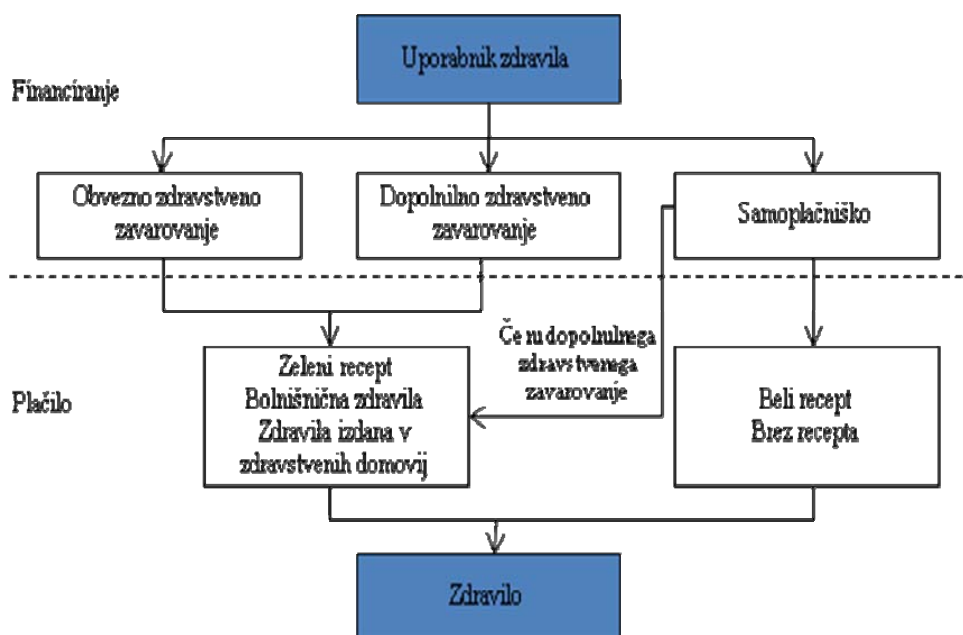 Uporabnik zdravila
Financiranje
Obvezno zdravstveno
zavarovanje
Dopolnilno zdravstveno
zavarovanje
Samoplačniško
Če ni dopolnilnega
zdravstvenega
zavarovanje
Plačilo
Zeleni recept
Bolnišnična zdravila
Zdravila izdana v
zdravstvenih domovij
Beli recept
Brez recepta
Zdravilo